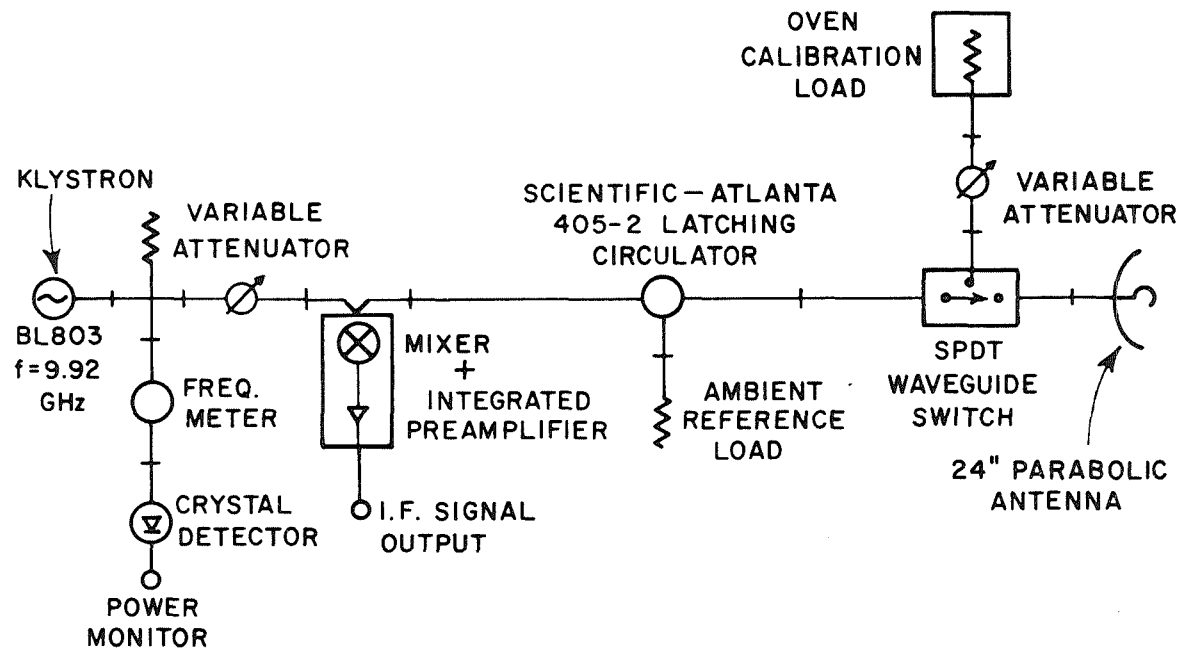 OVEN
CALIBRATION
LOAD
KLYSTRON
VARIABLE
ATTENUATOR
SCIENTIFIC-ATLANTA
405-2 LATCHING
CIRCULATOR
VARIABLE
ATTENUATOR
BL803
f=9.92
GHz
FREQ.
METER
MIXER
+
INTEGRATED
PREAMPLIFIER
AMBIENT
REFERENCE
LOAD
SPDT
WAVEGUIDE
SWITCH
24" PARABOLIC
ANTENNA
CRYSTAL
DETECTOR
I.F. SIGNAL
OUTPUT
POWER
MONITOR